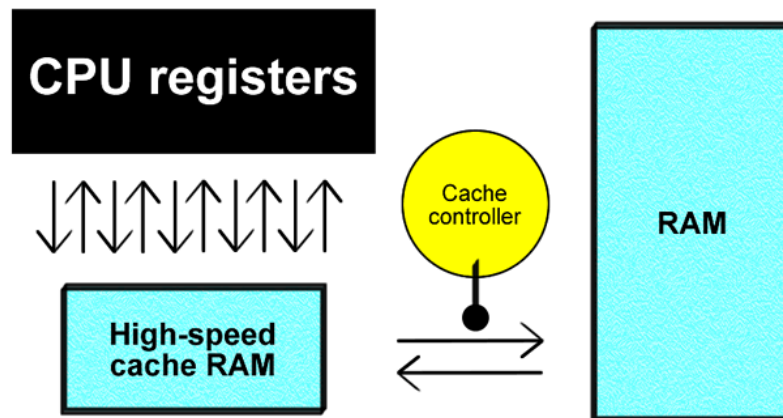 CPU registers
Cache
controller
RAM
High-speed
cache RAM